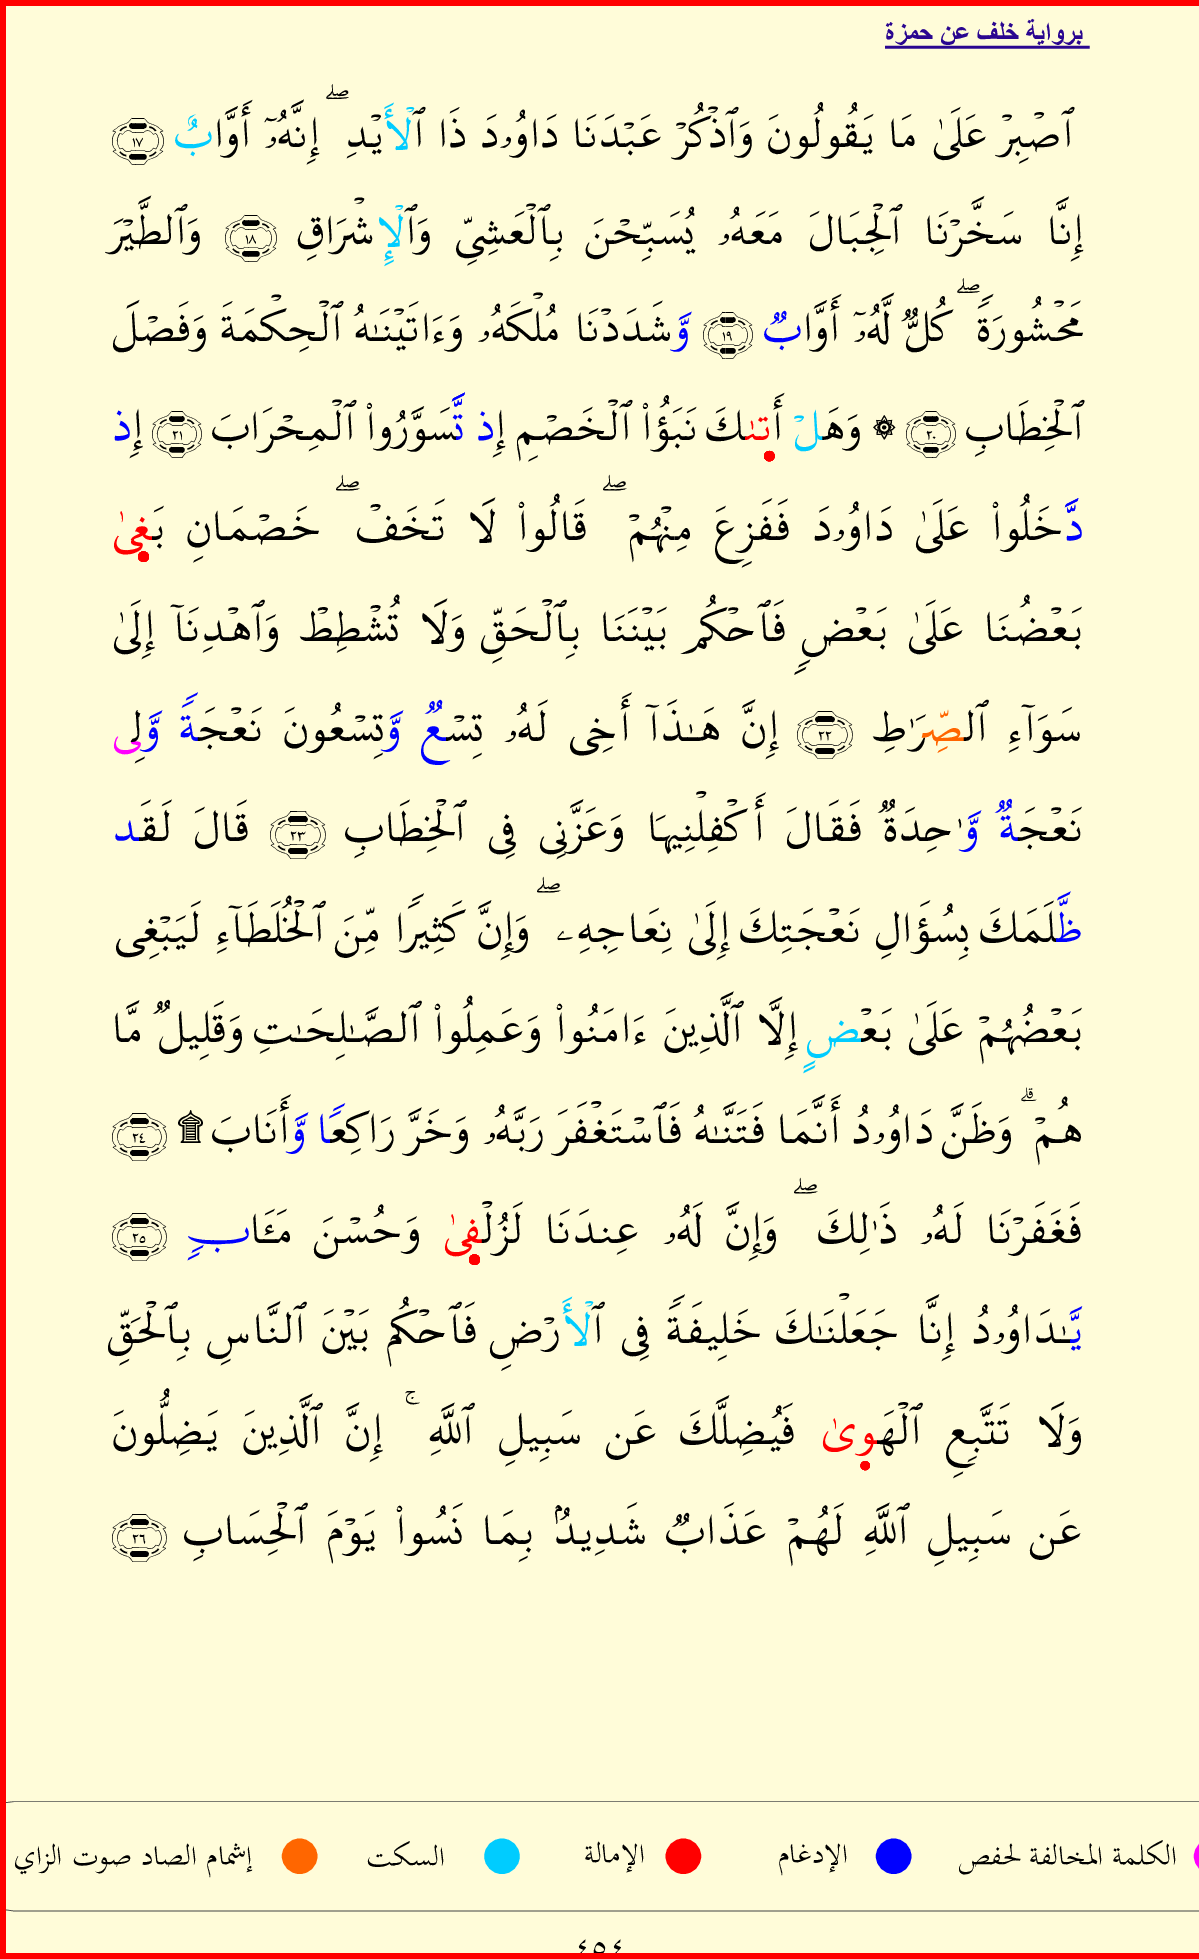 برواية خلف عن حمزة
ٱصْبِرْ عَلَىٰ مَا يَقُولُونَ وَٱذْكُرْ عَبْدَنَا دَاوُۥدَ ذَا ٱلْأَيْدِ ۖ إِنَّهُۥٓ أَوَّابٌ ١٧
إِنَّا سَخَّرْنَا ٱلْجِبَالَ مَعَهُۥ يُسَبِّحْنَ بِٱلْعَشِىِّ وَٱلْإِشْرَاقِ ١٨ وَٱلطَّيْرَ
مَحْشُورَةً ۖ كُلٌّ لَّهُۥٓ أَوَّابٌ ١٩ وَّشَدَدْنَا مُلْكَهُۥ وَءَاتَيْنَـٰهُ ٱلْحِكْمَةَ وَفَصْلَ
ٱلْخِطَابِ ٢٠ ۞ وَهَلْ أَتىٰكَ نَبَؤُا۟ ٱلْخَصْمِ إِذ تَّسَوَّرُوا۟ ٱلْمِحْرَابَ ٢١ إِذ
دَّخَلُوا۟ عَلَىٰ دَاوُۥدَ فَفَزِعَ مِنْهُمْ ۖ قَالُوا۟ لَا تَخَفْ ۖ خَصْمَانِ بَغىٰ
بَعْضُنَا عَلَىٰ بَعْضٍ فَٱحْكُم بَيْنَنَا بِٱلْحَقِّ وَلَا تُشْطِطْ وَٱهْدِنَآ إِلَىٰ
سَوَآءِ ٱلصِّرَٰطِ ٢٢ إِنَّ هَـٰذَآ أَخِى لَهُۥ تِسْعٌ وَّتِسْعُونَ نَعْجَةً وَّلِى
نَعْجَةٌ وَّٰحِدَةٌ فَقَالَ أَكْفِلْنِيهَا وَعَزَّنِى فِى ٱلْخِطَابِ ٢٣ قَالَ لَقَد
ظَّلَمَكَ بِسُؤَالِ نَعْجَتِكَ إِلَىٰ نِعَاجِهِۦ ۖ وَإِنَّ كَثِيرًا مِّنَ ٱلْخُلَطَآءِ لَيَبْغِى
بَعْضُهُمْ عَلَىٰ بَعْضٍ إِلَّا ٱلَّذِينَ ءَامَنُوا۟ وَعَمِلُوا۟ ٱلصَّـٰلِحَـٰتِ وَقَلِيلٌ مَّا
هُمْ ۗ وَظَنَّ دَاوُۥدُ أَنَّمَا فَتَنَّـٰهُ فَٱسْتَغْفَرَ رَبَّهُۥ وَخَرَّ رَاكِعًا وَّأَنَابَ ۩ ٢٤
فَغَفَرْنَا لَهُۥ ذَٰلِكَ ۖ وَإِنَّ لَهُۥ عِندَنَا لَزُلْفىٰ وَحُسْنَ مَـَٔابٍ ٢٥
يَّـٰدَاوُۥدُ إِنَّا جَعَلْنَـٰكَ خَلِيفَةً فِى ٱلْأَرْضِ فَٱحْكُم بَيْنَ ٱلنَّاسِ بِٱلْحَقِّ
وَلَا تَتَّبِعِ ٱلْهَوىٰ فَيُضِلَّكَ عَن سَبِيلِ ٱللَّهِ ۚ إِنَّ ٱلَّذِينَ يَضِلُّونَ
عَن سَبِيلِ ٱللَّهِ لَهُمْ عَذَابٌ شَدِيدٌۢ بِمَا نَسُوا۟ يَوْمَ ٱلْحِسَابِ ٢٦
الكلمة المخالفة لحفص الإدغام الإمالة السكت إشمام الصاد صوت الزاي
٤٥٤